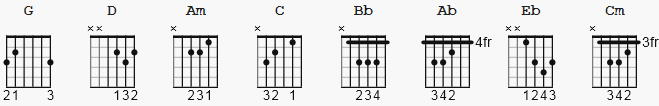 G D Am C Bb Ab Eb Cm
×× × × × ×× ×
4fr 3fr
21 3 132 231 32 1 234 342 1243 342